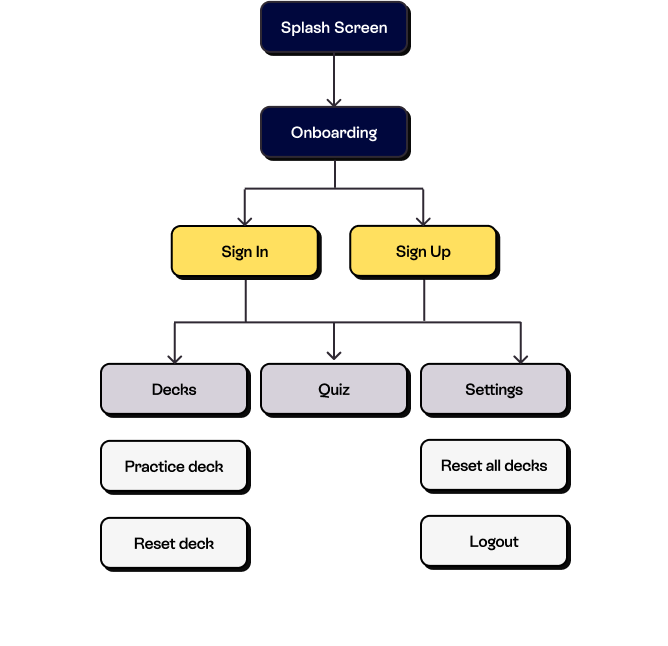 Splash Screen
Onboarding
Sign In
Sign Up
Decks
Quiz
Settings
Practice deck
Reset all decks
Reset deck
Logout